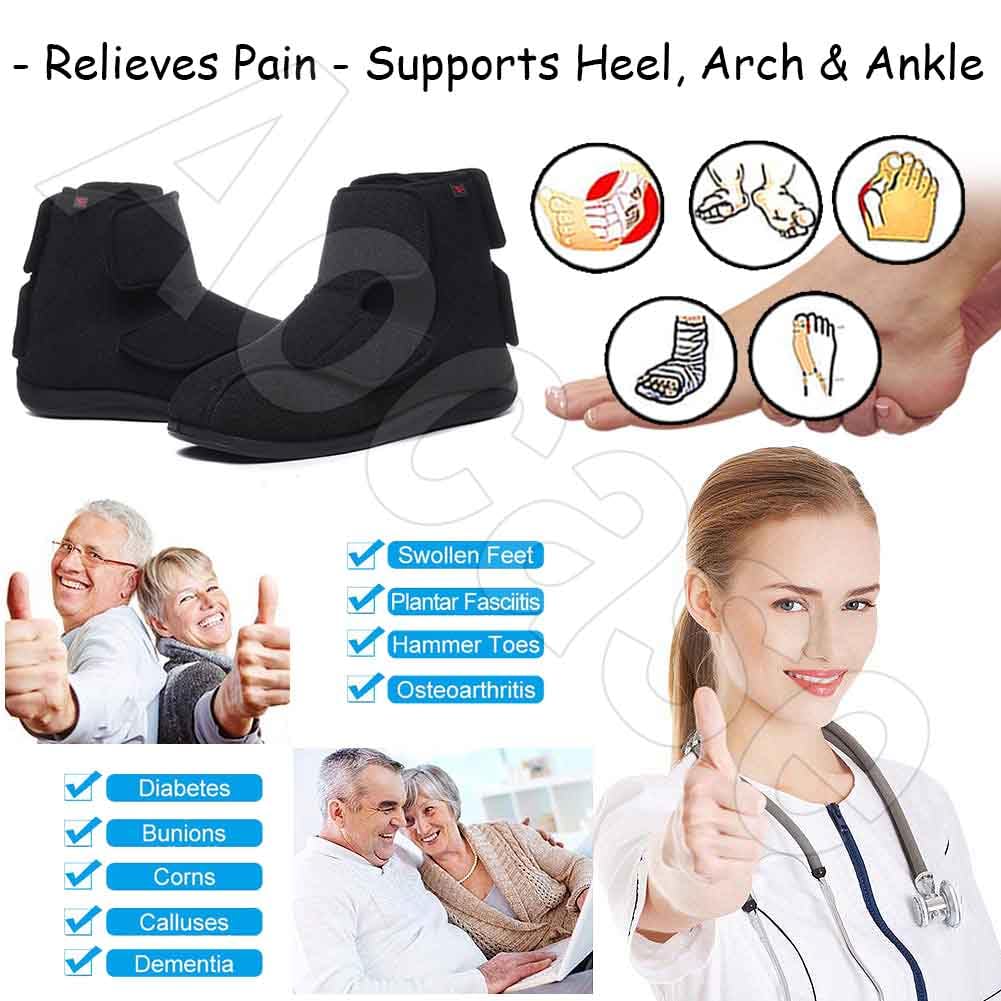 - Relieves Pain - Supports Heel, Arch & Ankle
Swollen Feet
Plantar Fasciitis
Hammer Toes
Osteoarthritis
Diabetes
Bunions
Corns
Calluses
Dementia